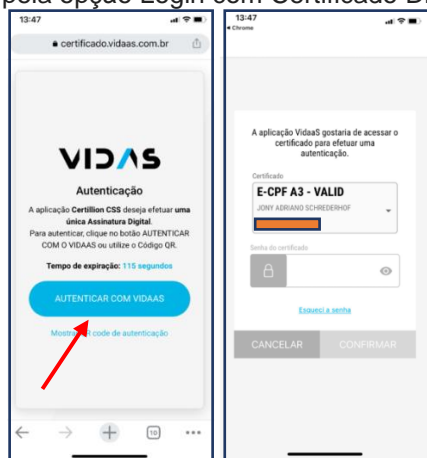 pela opção Login com Certificado Di
13:47
certificado.vidaas.com.br
VIDAS
Autenticação
A aplicação Certillion CSS deseja efetuar uma
única Assinatura Digital.
Para autenticar, clique no botão AUTENTICAR
COM O VIDAAS ou utilize o Código QR.
Tempo de expiração: 115 segundos
AUTENTICAR COM VIDAAS
Mostrar QR code de autenticação
10
13:47
Chrome
A aplicação VidaaS gostaria de acessar o
certificado para efetuar uma
autenticação.
Certificado
E-CPF A3 - VALID
JONY ADRIANO SCHREDERHOF
Senha do certificado
Esqueci a senha
CANCELAR
CONFIRMAR